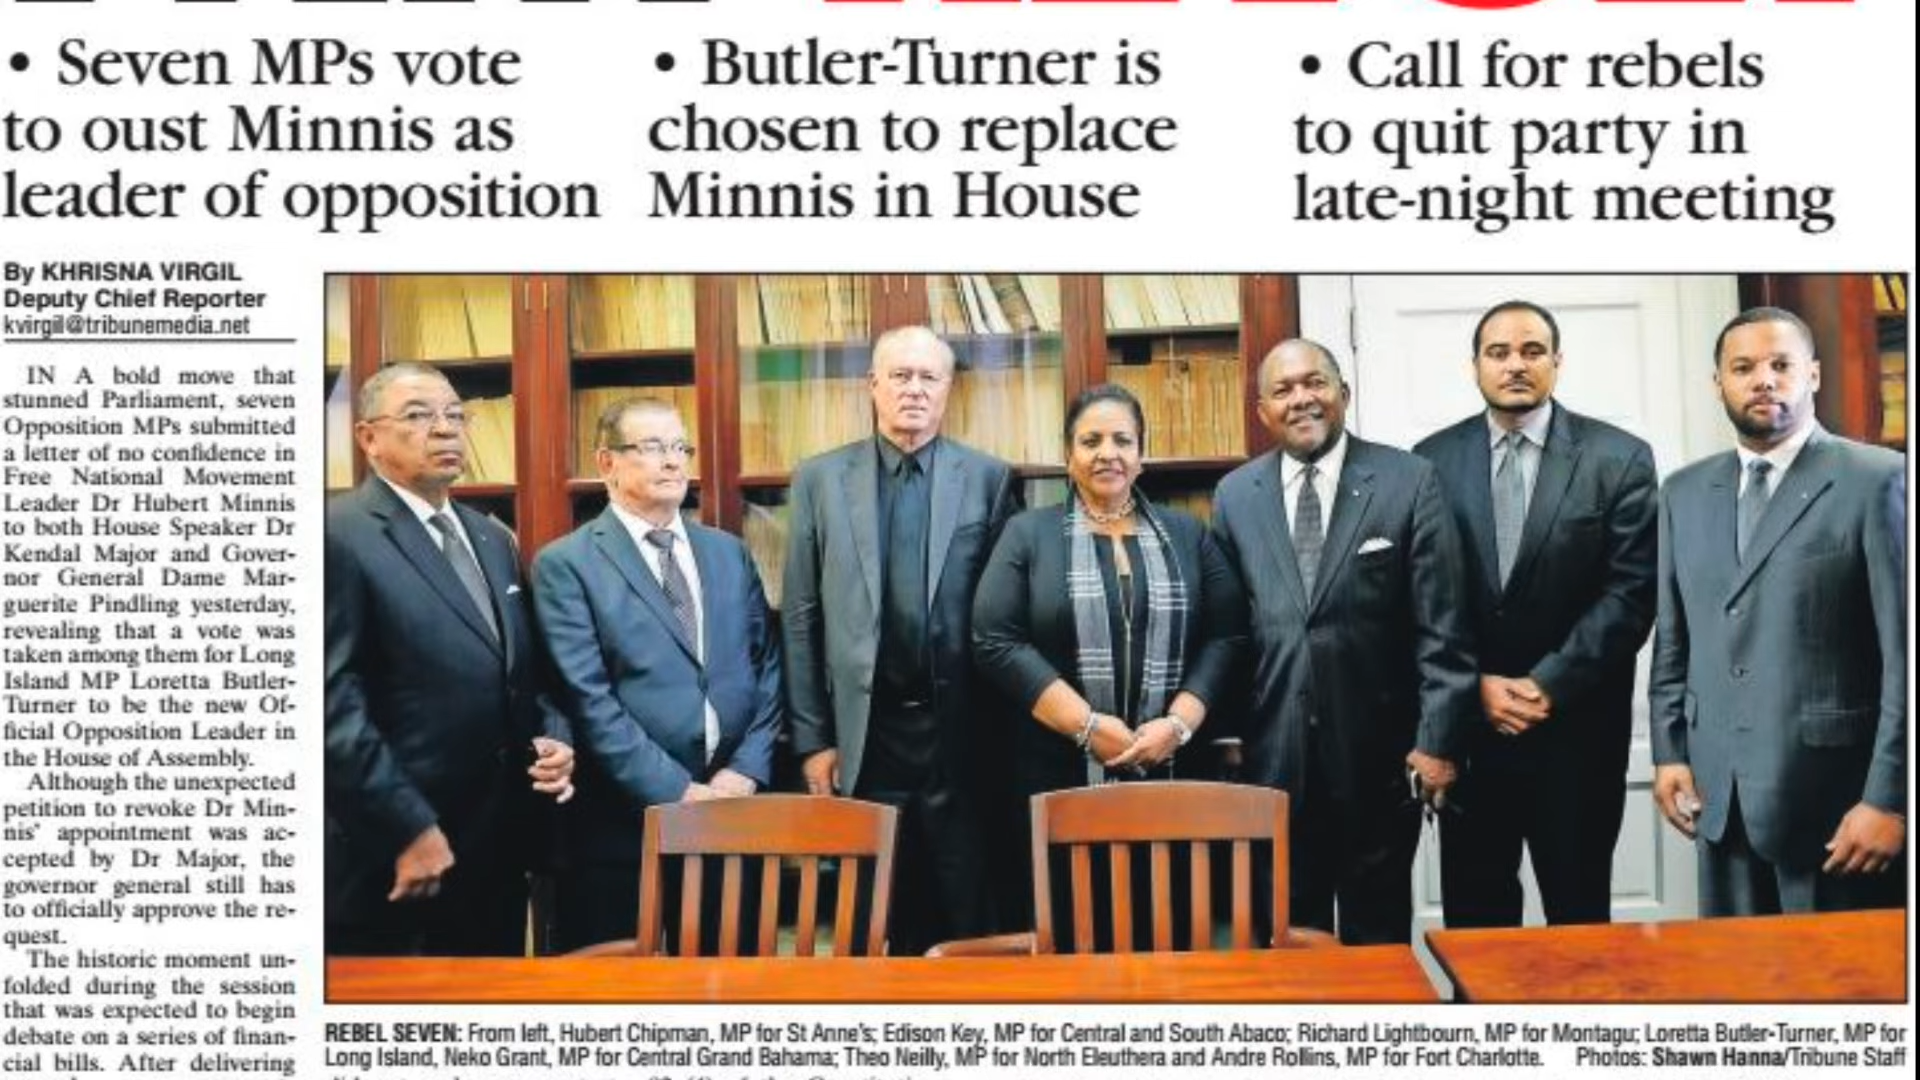 • Seven MPs vote
to oust Minnis as
leader of opposition
• Butler-Turner is
chosen to replace
Minnis in House
• Call for rebels
to quit party in
late-night meeting
By KHRISNA VIRGIL
Deputy Chief Reporter
kvirgil@tribunemedia.net
IN A bold move that
stunned Parliament, seven
Opposition MPs submitted
a letter of no confidence in
Free National Movement
Leader Dr Hubert Minnis
to both House Speaker Dr
Kendal Major and Gover-
nor General Dame Mar-
guerite Pindling yesterday,
revealing that a vote was
taken among them for Long
Island MP Loretta Butler-
Turner to be the new Of-
ficial Opposition Leader in
the House of Assembly.
Although the unexpected
petition to revoke Dr Min-
nis' appointment was ac-
cepted by Dr Major, the
governor general still has
to officially approve the re-
quest.
The historic moment un-
folded during the session
that was expected to begin
debate on a series of finan-
cial bills. After delivering
REBEL SEVEN: From left, Hubert Chipman, MP for St Anne's; Edison Key, MP for Central and South Abaco; Richard Lightbourn, MP for Montagu; Loretta Butler-Turner, MP for
Long Island, Neko Grant, MP for Central Grand Bahama; Theo Neilly, MP for North Eleuthera and Andre Rollins, MP for Fort Charlotte. Photos: Shawn Hanna/Tribune Staff